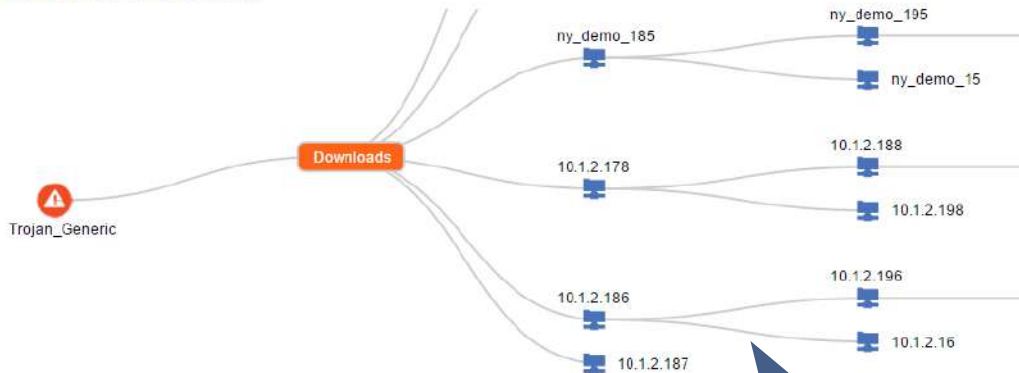 ny_demo_195
ny_demo_185
ny_demo_15
Downloads
10.1.2.188
10.1.2.178
Trojan_Generic
10.1.2.198
10.1.2.196
10.1.2.186
10.1.2.16
10.1.2.187